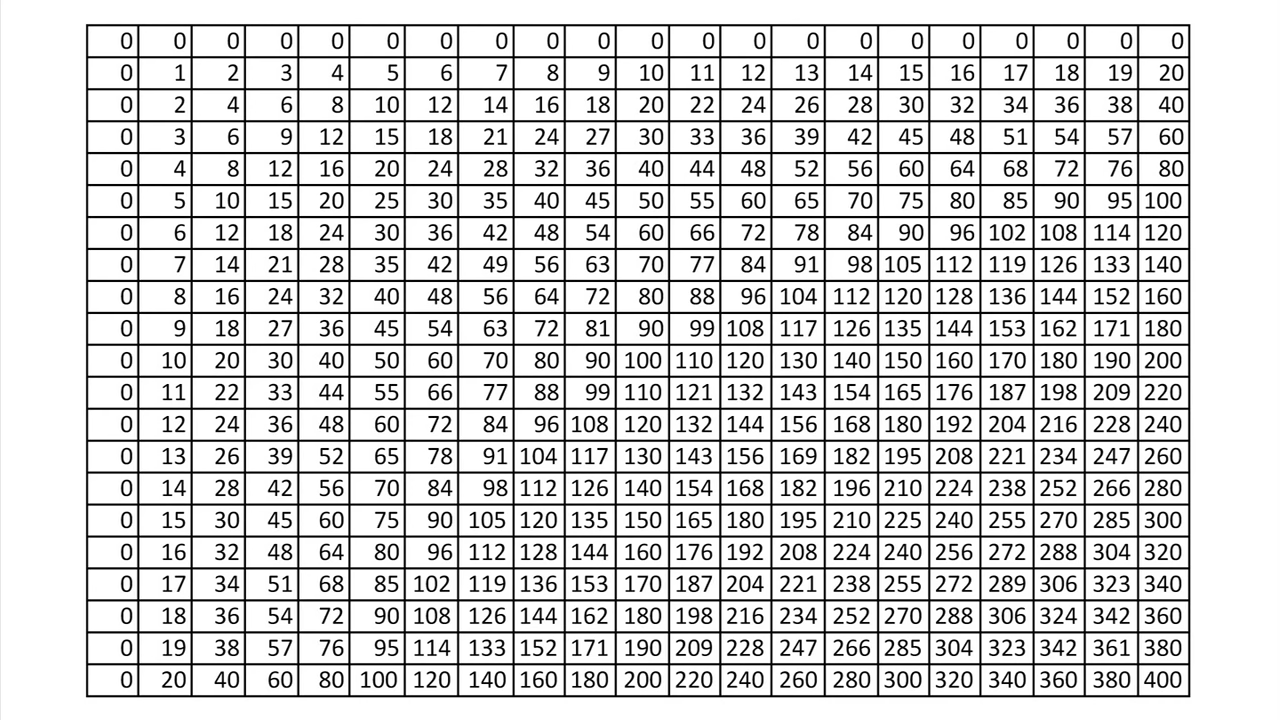 0 0 0 0 0 0 0 0 0 0 0 0 0 0 0 0 0 0 0 0 0
0 1 2 3 4 5 6 7 8 9 10 11 12 13 14 15 16 17 18 19 20
0 2 4 6 8 10 12 14 16 18 20 22 24 26 28 30 32 34 36 38 40
0 3 6 9 12 15 18 21 24 27 30 33 36 39 42 45 48 51 54 57 60
0 4 8 12 16 20 24 28 32 36 40 44 48 52 56 60 64 68 72 76 80
0 5 10 15 20 25 30 35 40 45 50 55 60 65 70 75 80 85 90 95 100
0 6 12 18 24 30 36 42 48 54 60 66 72 78 84 90 96 102 108 114 120
0 7 14 21 28 35 42 49 56 63 70 77 84 91 98 105 112 119 126 133 140
0 8 16 24 32 40 48 56 64 72 80 88 96 104 112 120 128 136 144 152 160
0 9 18 27 36 45 54 63 72 81 90 99 108 117 126 135 144 153 162 171 180
0 10 20 30 40 50 60 70 80 90 100 110 120 130 140 150 160 170 180 190 200
0 11 22 33 44 55 66 77 88 99 110 121 132 143 154 165 176 187 198 209 220
0 12 24 36 48 60 72 84 96 108 120 132 144 156 168 180 192 204 216 228 240
0 13 26 39 52 65 78 91 104 117 130 143 156 169 182 195 208 221 234 247 260
0 14 28 42 56 70 84 98 112 126 140 154 168 182 196 210 224 238 252 266 280
0 15 30 45 60 75 90 105 120 135 150 165 180 195 210 225 240 255 270 285 300
0 16 32 48 64 80 96 112 128 144 160 176 192 208 224 240 256 272 288 304 320
0 17 34 51 68 85 102 119 136 153 170 187 204 221 238 255 272 289 306 323 340
0 18 36 54 72 90 108 126 144 162 180 198 216 234 252 270 288 306 324 342 360
0 19 38 57 76 95 114 133 152 171 190 209 228 247 266 285 304 323 342 361 380
0 20 40 60 80 100 120 140 160 180 200 220 240 260 280 300 320 340 360 380 400